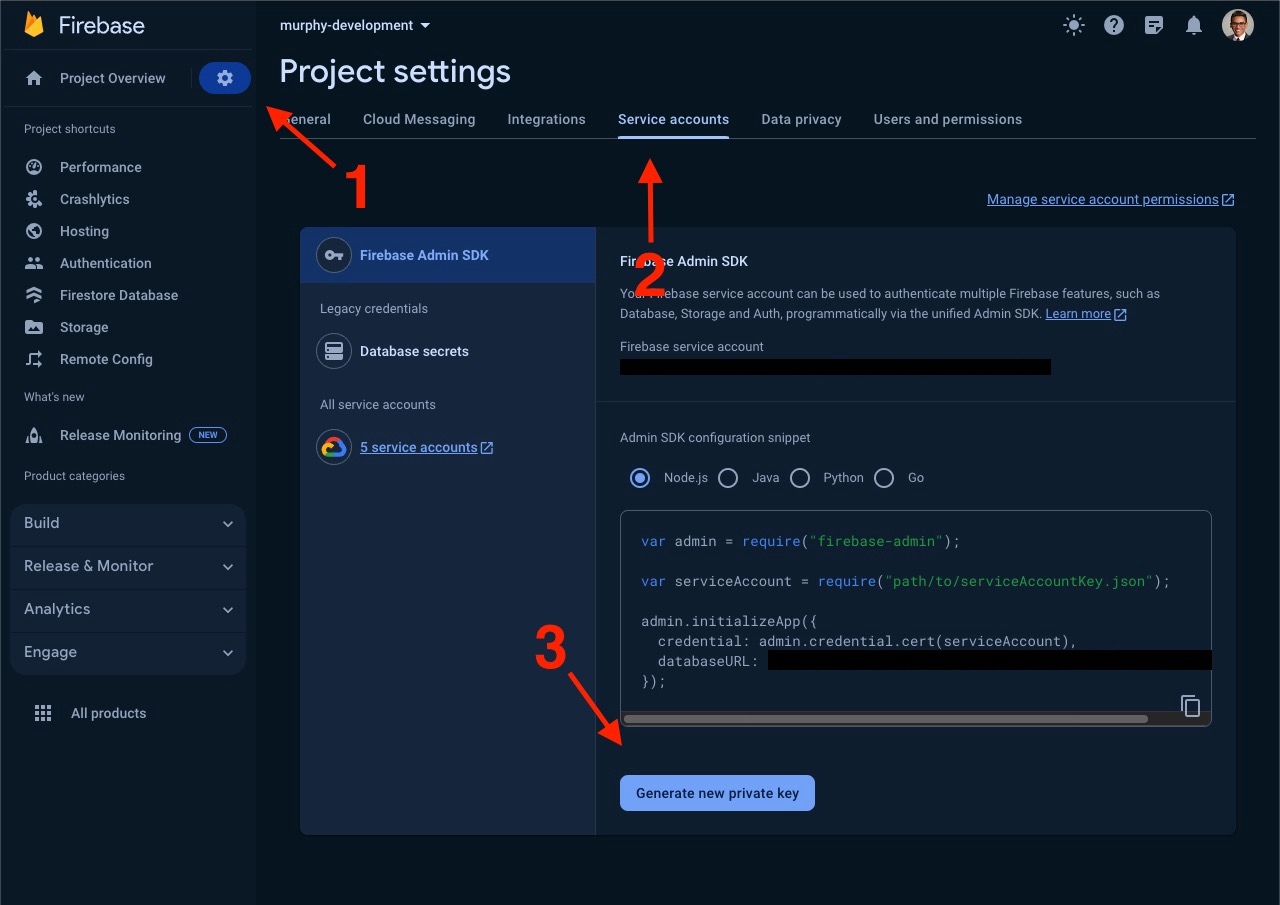 Firebase
murphy-development
Project Overview
Project settings
General Cloud Messaging Integrations Service accounts Data privacy Users and permissions
1
2
Manage service account permissions
Project shortcuts
Performance
Crashlytics
Hosting
Authentication
Firestore Database
Storage
Remote Config
What's new
Release Monitoring NEW
Product categories
Build
Release & Monitor
Analytics
Engage
All products
Firebase Admin SDK
Legacy credentials
Database secrets
All service accounts
5 service accounts
Firebase Admin SDK
Your Firebase service account can be used to authenticate multiple Firebase features, such as
Database, Storage and Auth, programmatically via the unified Admin SDK. Learn more
Firebase service account
Admin SDK configuration snippet
Node.js Java Python Go
var admin = require("firebase-admin");
var serviceAccount = require("path/to/serviceAccountKey.json");
admin.initializeApp({
credential: admin.credential.cert(serviceAccount),
databaseURL:
});
3
Generate new private key